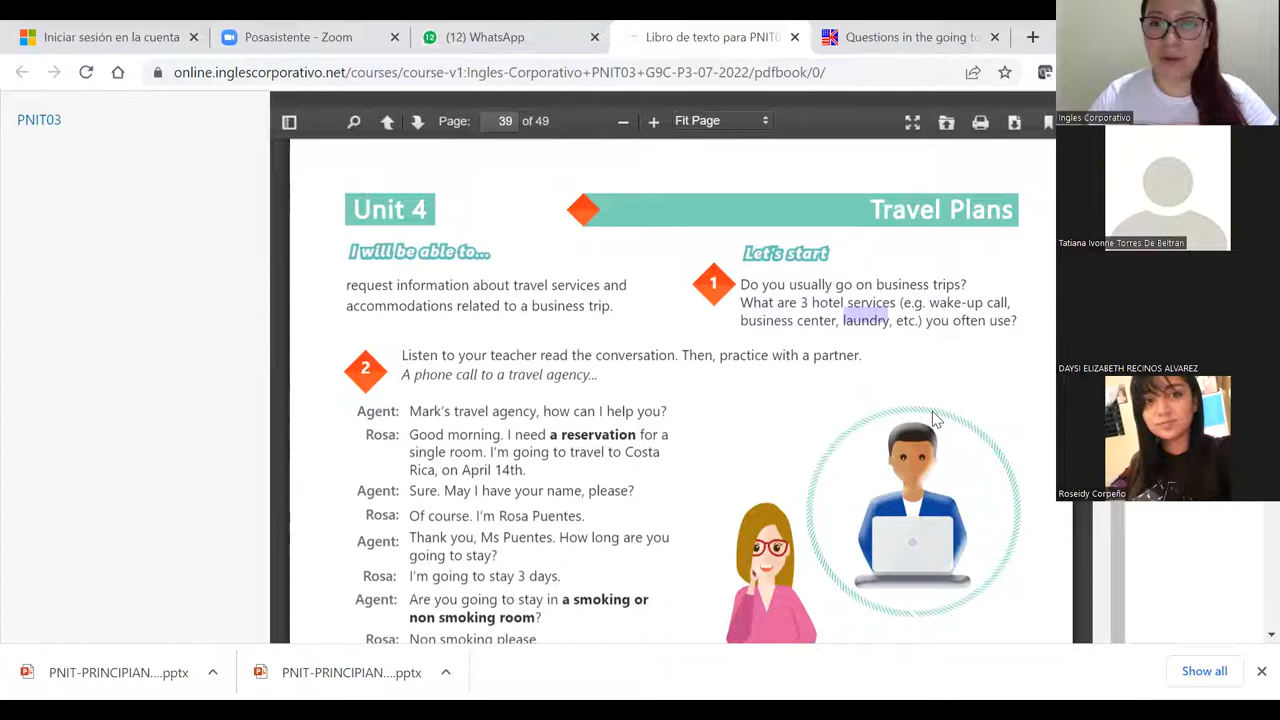 Iniciar sesión en la cuenta
Posasistente - Zoom
(12) WhatsApp
Libro de texto para PNIT0
Questions in the going to
online.inglescorporativo.net/courses/course-v1:Ingles-Corporativo+PNIT03+G9C-P3-07-2022/pdfbook/0/
PNIT03
Page: 39 of 49
Fit Page
Unit 4
Travel Plans
I will be able to...
request information about travel services and
accommodations related to a business trip.
Let's start
1
Do you usually go on business trips?
What are 3 hotel services (e.g. wake-up call,
business center, laundry, etc.) you often use?
2
Listen to your teacher read the conversation. Then, practice with a partner.
A phone call to a travel agency...
Agent: Mark's travel agency, how can I help you?
Rosa: Good morning. I need a reservation for a
single room. I'm going to travel to Costa
Rica, on April 14th.
Agent: Sure. May I have your name, please?
Rosa: Of course. I'm Rosa Puentes.
Agent: Thank you, Ms Puentes. How long are you
going to stay?
Rosa: I'm going to stay 3 days.
Agent: Are you going to stay in a smoking or
non smoking room?
Rosa: Non smoking please.
Ingles Corporativo
Tatiana Ivonne Torres De Beltran
DAYSI ELIZABETH RECINOS ALVAREZ
Roseidy Corpeño
PNIT-PRINCIPIAN....pptx
PNIT-PRINCIPIAN....pptx
Show all